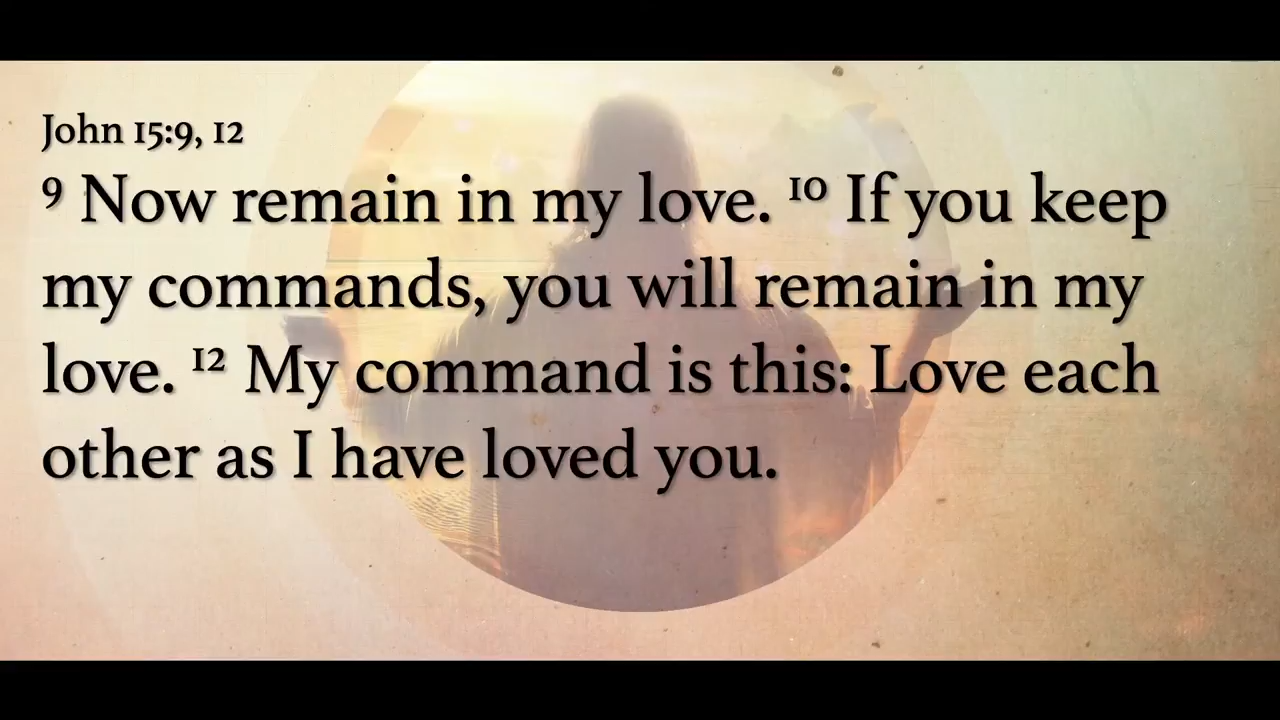 John 15:9, 12
⁹ Now remain in my love. ¹⁰ If you keep
my commands, you will remain in my
love. ¹² My command is this: Love each
other as I have loved you.